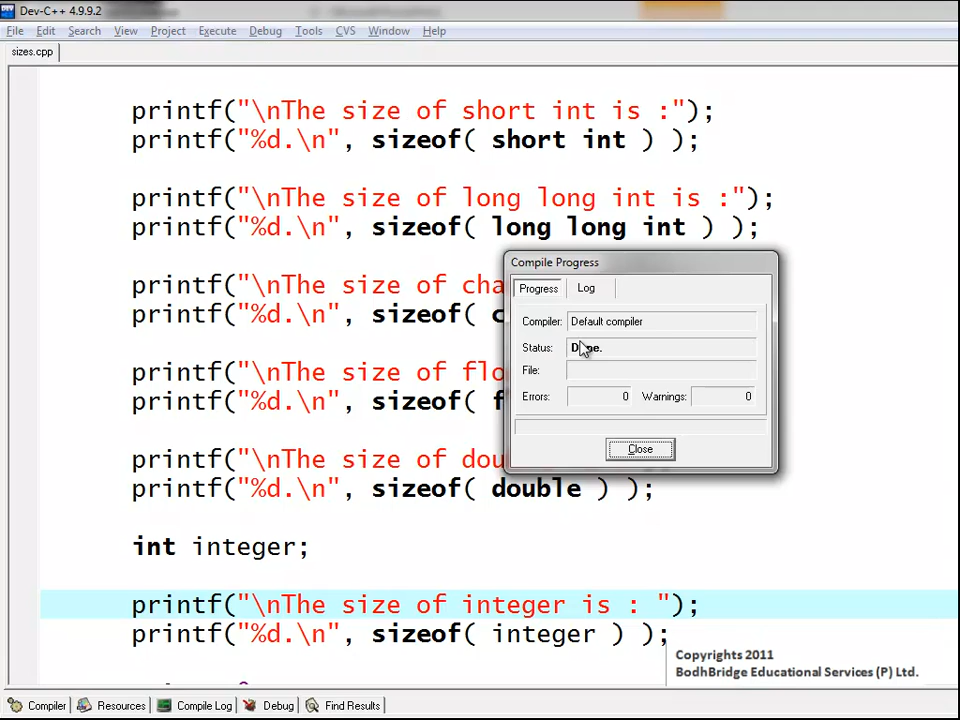 Dev-C++ 4.9.9.2
File Edit Search View Project Execute Debug Tools CVS Window Help
sizes.cpp
printf("\nThe size of short int is :");
printf("%d.\n", sizeof( short int ) );
printf("\nThe size of long long int is :");
printf("%d.\n", sizeof( long long int ) );
printf("\nThe size of cha
printf("%d.\n", sizeof( c
printf("\nThe size of flo
printf("%d.\n", sizeof( f
printf("\nThe size of dou
printf("%d.\n", sizeof( double ) );
int integer;
printf("\nThe size of integer is : ");
printf("%d.\n", sizeof( integer ) );
Compile Progress
Progress Log
Compiler: Default compiler
Status: Done.
File:
Errors: 0 Warnings: 0
Close
Copyrights 2011
BodhBridge Educational Services (P) Ltd.
Compiler Resources Compile Log Debug Find Results